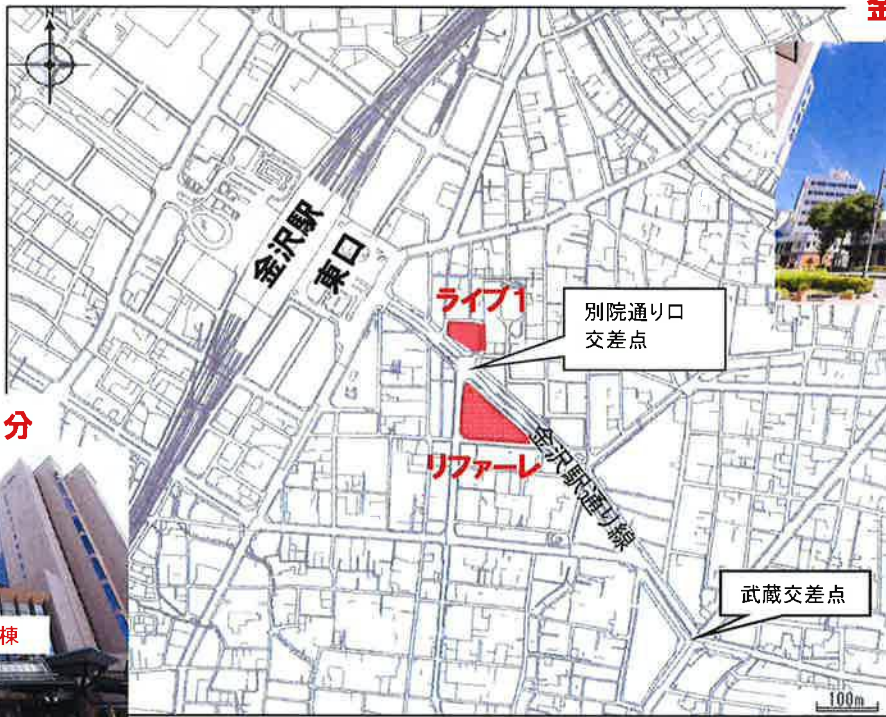 金
N
金沢駅
東口
ライブ1
別院通り口
交差点
分
リファーレ
金沢駅通り線
棟
武蔵交差点
100m